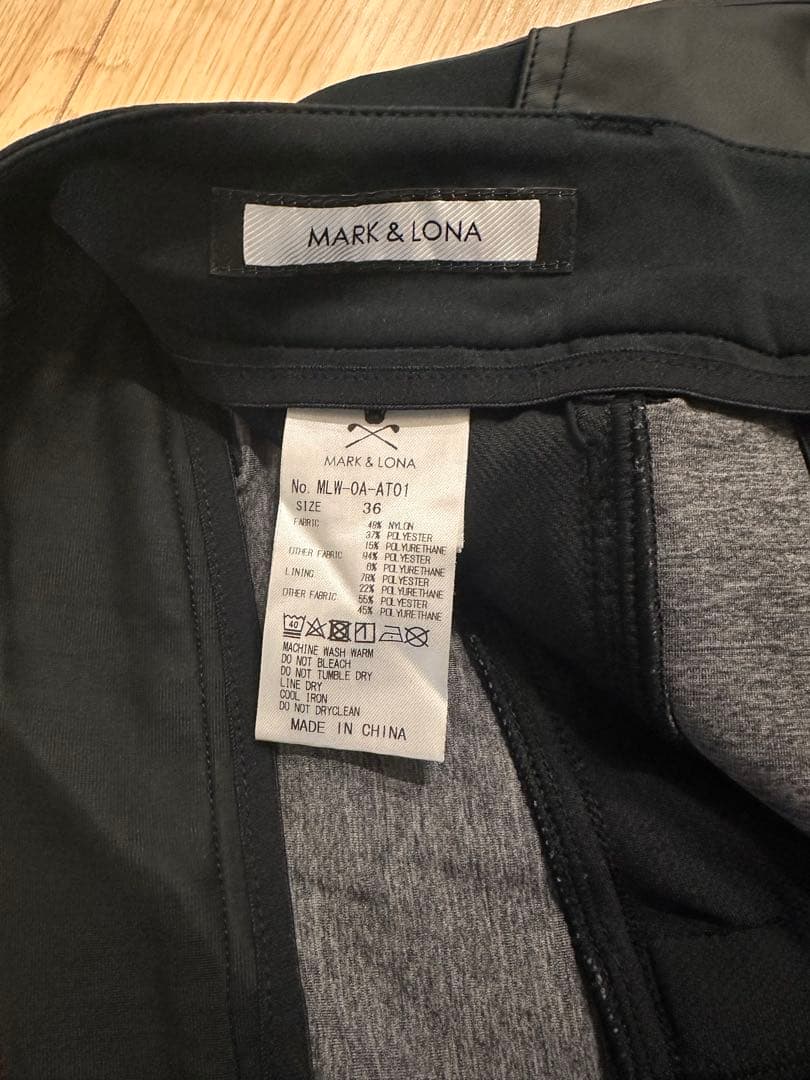 MARK & LONA
MARK & LONA
No. MLW-0A-AT01
SIZE 36
FABRIC 48% NYLON
37% POLYESTER
15% POLYURETHANE
OTHER FABRIC 94% POLYESTER
6% POLYURETHANE
LINING 78% POLYESTER
22% POLYURETHANE
OTHER FABRIC 55% POLYESTER
45% POLYURETHANE
40
MACHINE WASH WARM
DO NOT BLEACH
DO NOT TUMBLE DRY
LINE DRY
COOL IRON
DO NOT DRYCLEAN
MADE IN CHINA